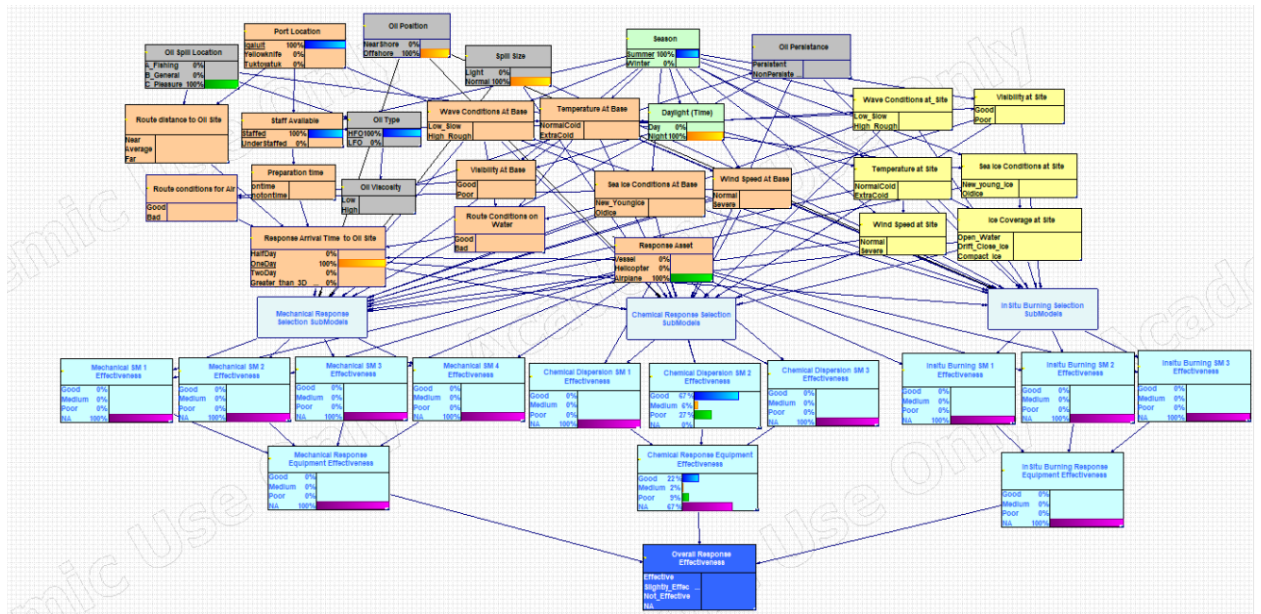 Oil Spill Location
A_Fishing 0%
B_General 0%
C_Pleasure 100%
Port Location
Iqaluit 100%
Yellowknife 0%
Tuktoyatuk 0%
Oil Position
NearShore 0%
Offshore 100%
Spill Size
Light 0%
Normal 100%
Season
Summer 100%
Winter 0%
Oil Persistance
Persistent
NonPersiste ...
Route distance to Oil Site
Near
Average
Far
Staff Available
Staffed 100%
UnderStaffed 0%
Oil Type
HFO 100%
LFO 0%
Wave Conditions At Base
Low_Slow
High_Rough
Temperature At Base
NormalCold
ExtraCold
Daylight (Time)
Day 0%
Night 100%
Wave Conditions at_Site
Low_Slow
High_Rough
Visibility at Site
Good
Poor
Route conditions for Air
Good
Bad
Preparation time
ontime
notontime
Oil Viscosity
Low
High
Visibility At Base
Good
Poor
Route Conditions on
Water
Good
Bad
Sea Ice Conditions At Base
New_YoungIce
OldIce
Wind Speed At Base
Normal
Severe
Temperature at Site
NormalCold
ExtraCold
Sea Ice Conditions at Site
New_young_Ice
OldIce
Wind Speed at Site
Normal
Severe
Ice Coverage at Site
Open_Water
Drift_Close_Ice
Compact Ice
Response Arrival Time to Oil Site
HalfDay 0%
OneDay 100%
TwoDay 0%
Greater than 3D ... 0%
Response Asset
Vessel 0%
Helicopter 0%
Airplane 100%
Mechanical Response
Selection SubModels
Chemical Response Selection
SubModels
InSitu Burning Selection
SubModels
Mechanical SM 1
Effectiveness
Good 0%
Medium 0%
Poor 0%
NA 100%
Mechanical SM 2
Effectiveness
Good 0%
Medium 0%
Poor 0%
NA 100%
Mechanical SM 3
Effectiveness
Good 0%
Medium 0%
Poor 0%
NA 100%
Mechanical SM 4
Effectiveness
Good 0%
Medium 0%
Poor 0%
NA 100%
Chemical Dispersion SM 1
Effectiveness
Good 0%
Medium 0%
Poor 0%
NA 100%
Chemical Dispersion SM 2
Effectiveness
Good 67%
Medium 6%
Poor 27%
NA 0%
Chemical Dispersion SM 3
Effectiveness
Good 0%
Medium 0%
Poor 0%
NA 100%
Insitu Burning SM 1
Effectiveness
Good 0%
Medium 0%
Poor 0%
NA 100%
Insitu Burning SM 2
Effectiveness
Good 0%
Medium 0%
Poor 0%
NA 100%
Insitu Burning SM 3
Effectiveness
Good 0%
Medium 0%
Poor 0%
NA 100%
Mechanical Response
Equipment Effectiveness
Good 0%
Medium 0%
Poor 0%
NA 100%
Chemical Response Equipment
Effectiveness
Good 22%
Medium 2%
Poor 9%
NA 67%
InSitu Burning Response
Equipment Effectiveness
Good 0%
Medium 0%
Poor 0%
NA 100%
Overall Response
Effectiveness
Effective
Slightly_Effec ...
Not_Effective
NA